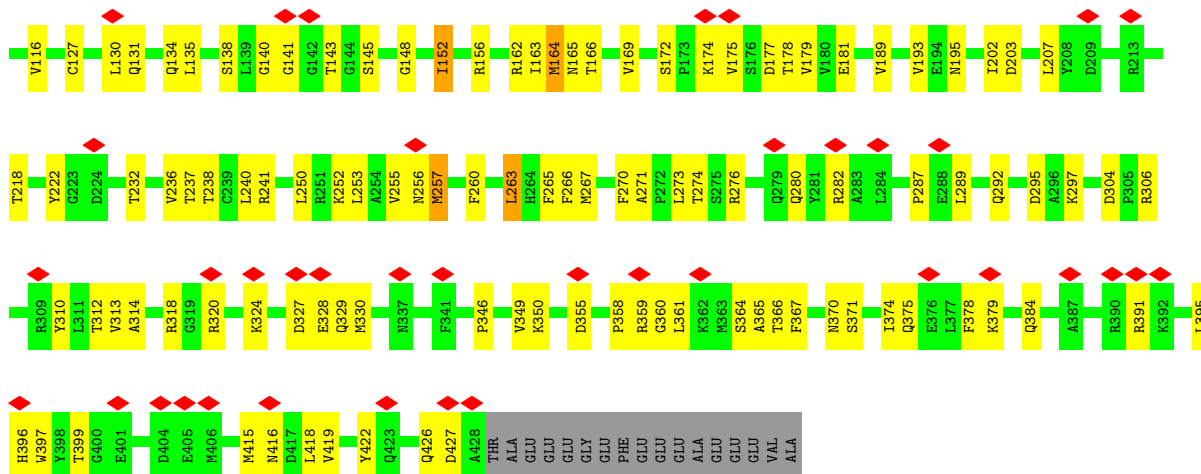 V116 C127 L130 Q131 Q134 L135 S138 L139 G140 G141 G142 T143 G144 S145 G148 I152 R156 R162 I163 M164 N165 T166 V169 S172 P173 K174 V175 S176 D177 T178 V179 V180 E181 V189 V193 E194 N195 I202 D203 L207 Y208 D209 R213
T218 Y222 G223 D224 T232 V236 T237 T238 C239 L240 R241 L250 R251 K252 L253 A254 V255 N256 M257 F260 L263 H264 F265 F266 M267 F270 A271 P272 L273 T274 S275 R276 Q279 Q280 Y281 R282 A283 L284 P287 E288 L289 Q292 D295 A296 K297 D304 P305 R306
R309 Y310 L311 T312 V313 A314 R318 G319 R320 K324 D327 E328 Q329 M330 N337 F341 P346 V349 K350 D355 P358 R359 G360 L361 K362 M363 S364 A365 T366 F367 N370 S371 I374 Q375 E376 L377 F378 K379 Q384 A387 R390 R391 K392 L395
H396 W397 Y398 T399 G400 E401 D404 E405 M406 M415 N416 D417 L418 V419 Y422 Q423 Q426 D427 A428 THR ALA GLU GLU GLU GLY GLU PHE GLU GLU GLU ALA GLU GLU GLU VAL ALA